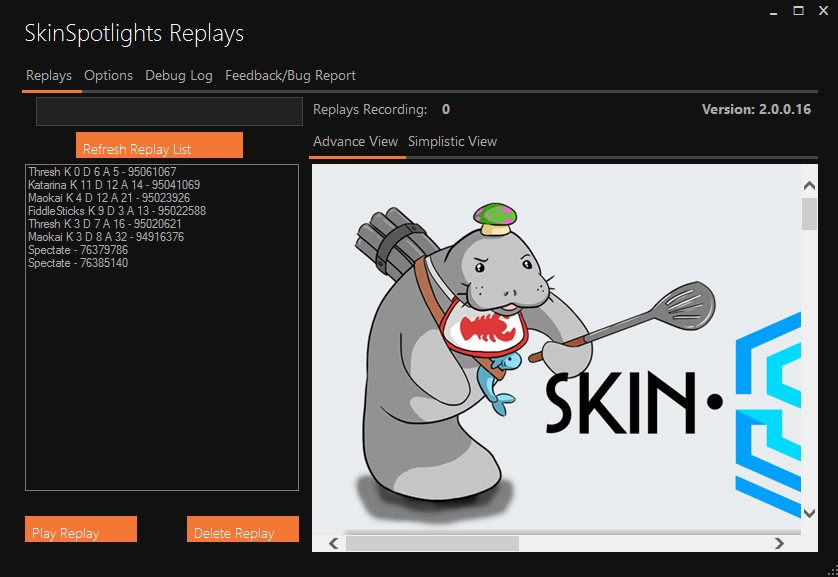 SkinSpotlights Replays
Replays Options Debug Log Feedback/Bug Report
Replays Recording: 0 Version: 2.0.0.16
Refresh Replay List
Advance View Simplistic View
Thresh K 0 D 6 A 5 - 95061067
Katarina K 11 D 12 A 14 - 95041069
Maokai K 4 D 12 A 21 - 95023926
FiddleSticks K 9 D 3 A 13 - 95022588
Thresh K 3 D 7 A 16 - 95020621
Maokai K 3 D 8 A 32 - 94916376
Spectate - 76379786
Spectate - 76385140
SKIN·
Play Replay Delete Replay